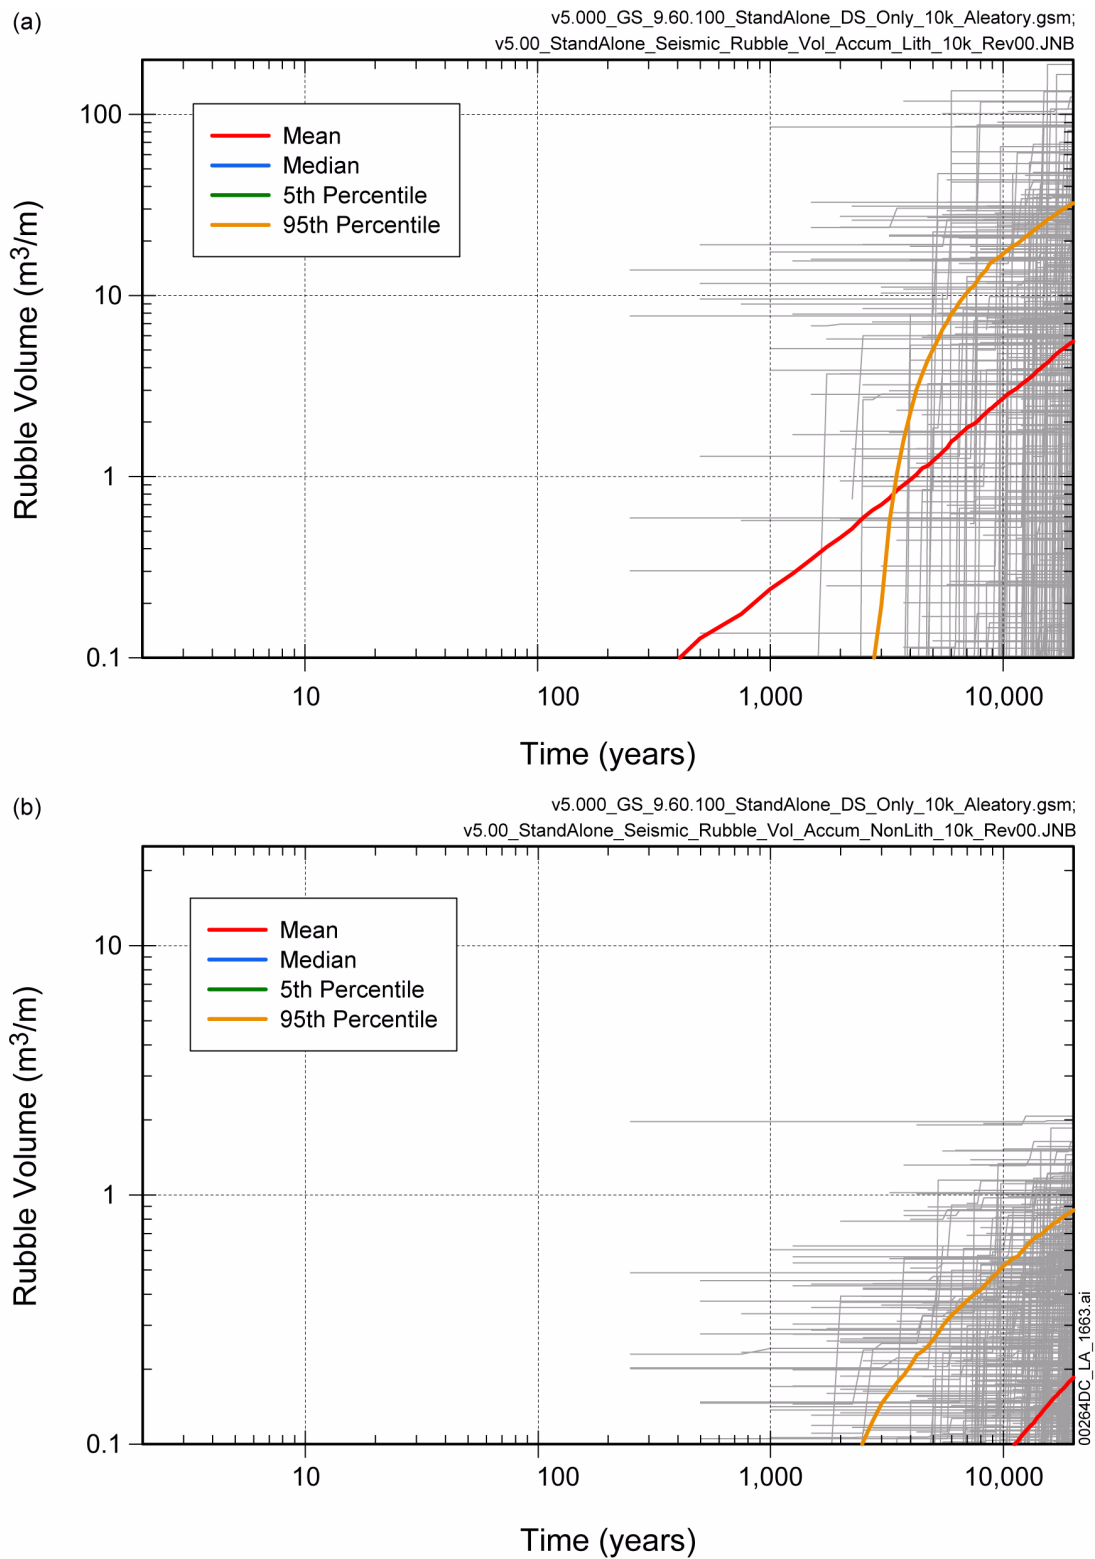 (a)
v5.000_GS_9.60.100_StandAlone_DS_Only_10k_Aleatory.gsm;
v5.00_StandAlone_Seismic_Rubble_Vol_Accum_Lith_10k_Rev00.JNB
Mean
Median
5th Percentile
95th Percentile
100
10
1
0.1
Rubble Volume (m³/m)
10
100
1,000
10,000
Time (years)
(b)
v5.000_GS_9.60.100_StandAlone_DS_Only_10k_Aleatory.gsm;
v5.00_StandAlone_Seismic_Rubble_Vol_Accum_NonLith_10k_Rev00.JNB
Mean
Median
5th Percentile
95th Percentile
10
1
0.1
Rubble Volume (m³/m)
10
100
1,000
10,000
Time (years)
00264DC_LA_1663.ai